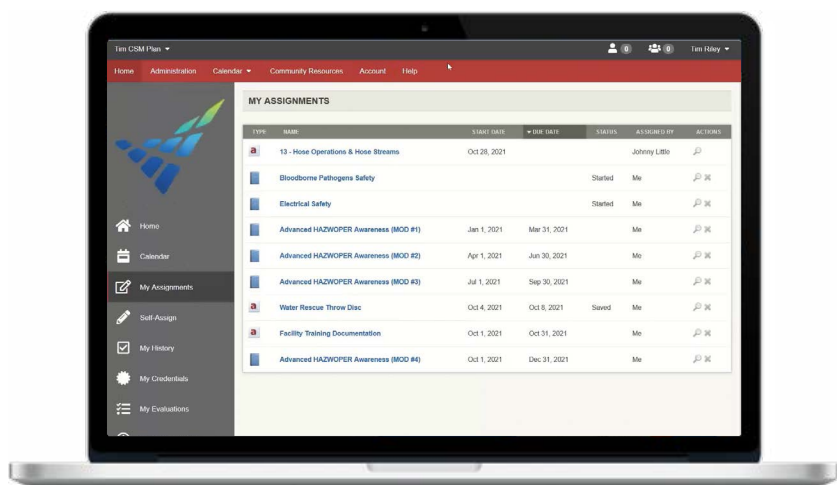 Tim CSM Plan
0
0
Tim Riley
Home Administration Calendar Community Resources Account Help
MY ASSIGNMENTS
TYPE NAME START DATE DUE DATE STATUS ASSIGNED BY ACTIONS
a 13 - Hose Operations & Hose Streams Oct 28, 2021 Johnny Little
Bloodborne Pathogens Safety Started Me
Electrical Safety Started Me
Advanced HAZWOPER Awareness (MOD #1) Jan 1, 2021 Mar 31, 2021 Me
Advanced HAZWOPER Awareness (MOD #2) Apr 1, 2021 Jun 30, 2021 Me
Advanced HAZWOPER Awareness (MOD #3) Jul 1, 2021 Sep 30, 2021 Me
a Water Rescue Throw Disc Oct 4, 2021 Oct 8, 2021 Saved Me
a Facility Training Documentation Oct 1, 2021 Oct 31, 2021 Me
Advanced HAZWOPER Awareness (MOD #4) Oct 1, 2021 Dec 31, 2021 Me
Home
Calendar
My Assignments
Self-Assign
My History
My Credentials
My Evaluations